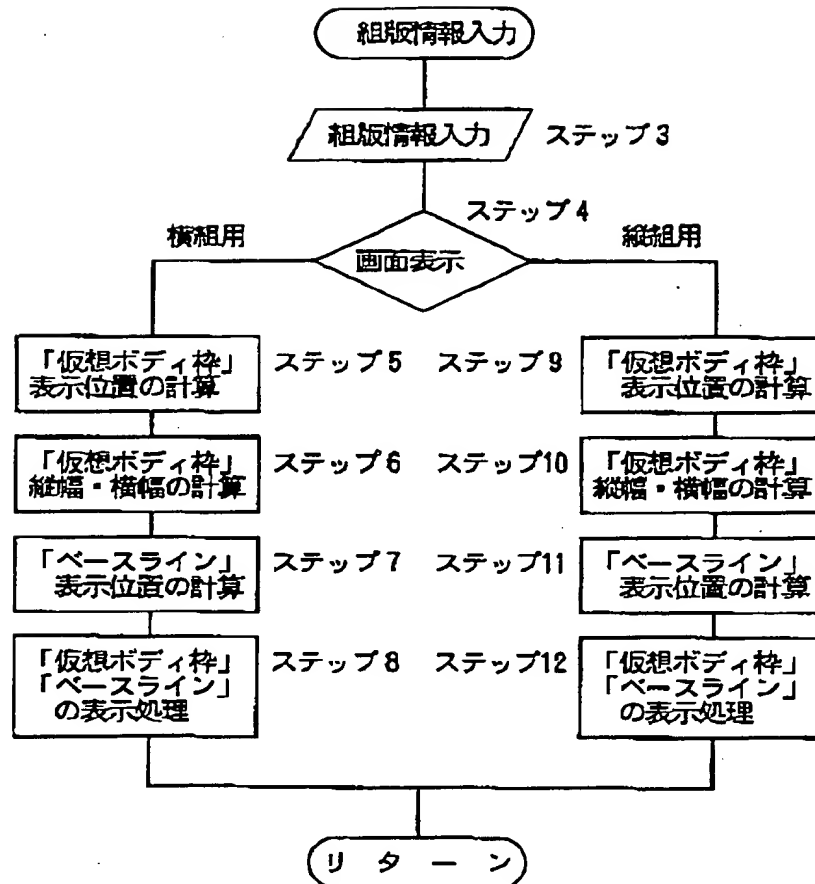 組版情報入力
組版情報入力
ステップ3
ステップ4
横組用
画面表示
縦組用
「仮想ボディ枠」
表示位置の計算
ステップ5
ステップ9
「仮想ボディ枠」
表示位置の計算
「仮想ボディ枠」
縦幅・横幅の計算
ステップ6
ステップ10
「仮想ボディ枠」
縦幅・横幅の計算
「ベースライン」
表示位置の計算
ステップ7
ステップ11
「ベースライン」
表示位置の計算
「仮想ボディ枠」
「ベースライン」
の表示処理
ステップ8
ステップ12
「仮想ボディ枠」
「ベースライン」
の表示処理
リターン